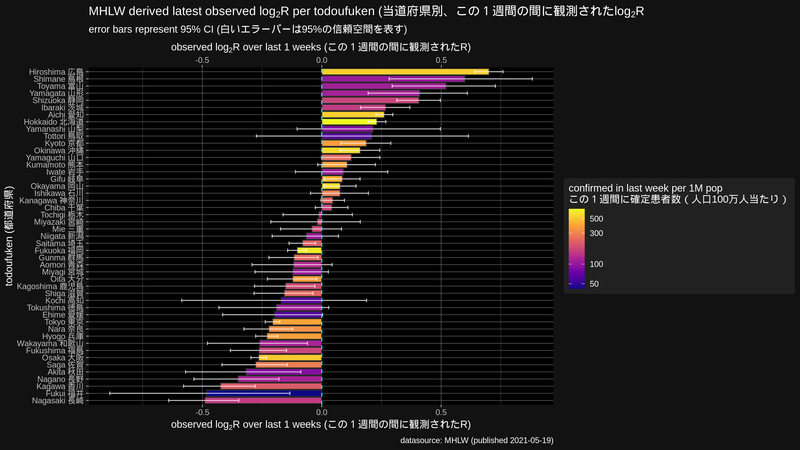 MHLW derived latest observed log₂R per todoufuken (当道府県別、この１週間の間に観測されたlog₂R
error bars represent 95% CI (白いエラーバーは95%の信頼空間を表す)
observed log₂R over last 1 weeks (この１週間の間に観測されたR)
-0.5 0.0 0.5
todoufuken (都道府県)
Hiroshima 広島
Shimane 島根
Toyama 富山
Yamagata 山形
Shizuoka 静岡
Ibaraki 茨城
Aichi 愛知
Hokkaido 北海道
Yamanashi 山梨
Tottori 鳥取
Kyoto 京都
Okinawa 沖縄
Yamaguchi 山口
Kumamoto 熊本
Iwate 岩手
Gifu 岐阜
Okayama 岡山
Ishikawa 石川
Kanagawa 神奈川
Chiba 千葉
Tochigi 栃木
Miyazaki 宮崎
Mie 三重
Niigata 新潟
Saitama 埼玉
Fukuoka 福岡
Gunma 群馬
Aomori 青森
Miyagi 宮城
Oita 大分
Kagoshima 鹿児島
Shiga 滋賀
Kochi 高知
Tokushima 徳島
Ehime 愛媛
Tokyo 東京
Nara 奈良
Hyogo 兵庫
Wakayama 和歌山
Fukushima 福島
Osaka 大阪
Saga 佐賀
Akita 秋田
Nagano 長野
Kagawa 香川
Fukui 福井
Nagasaki 長崎
-0.5 0.0 0.5
observed log₂R over last 1 weeks (この１週間の間に観測されたR)
confirmed in last week per 1M pop
この１週間に確定患者数（人口100万人当たり）
500
300
100
50
datasource: MHLW (published 2021-05-19)